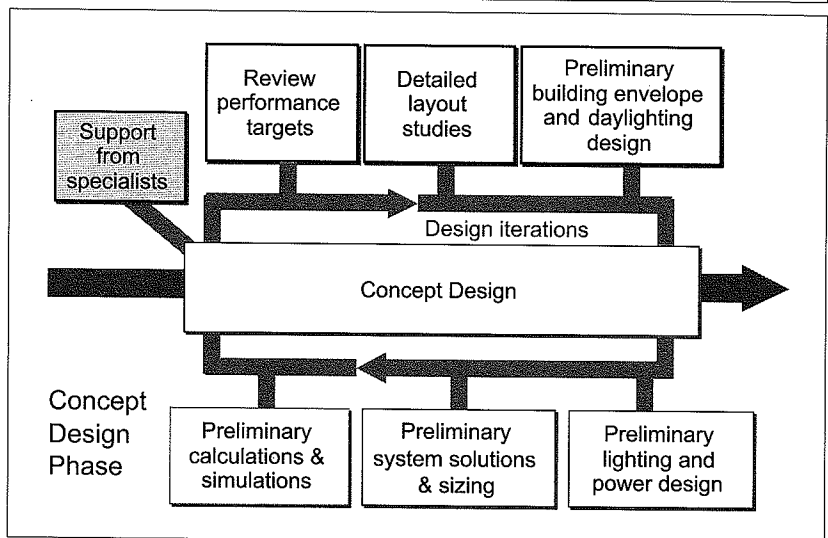 Review
performance
targets
Detailed
layout
studies
Preliminary
building envelope
and daylighting
design
Support
from
specialists
Design iterations
Concept Design
Concept
Design
Phase
Preliminary
calculations &
simulations
Preliminary
system solutions
& sizing
Preliminary
lighting and
power design